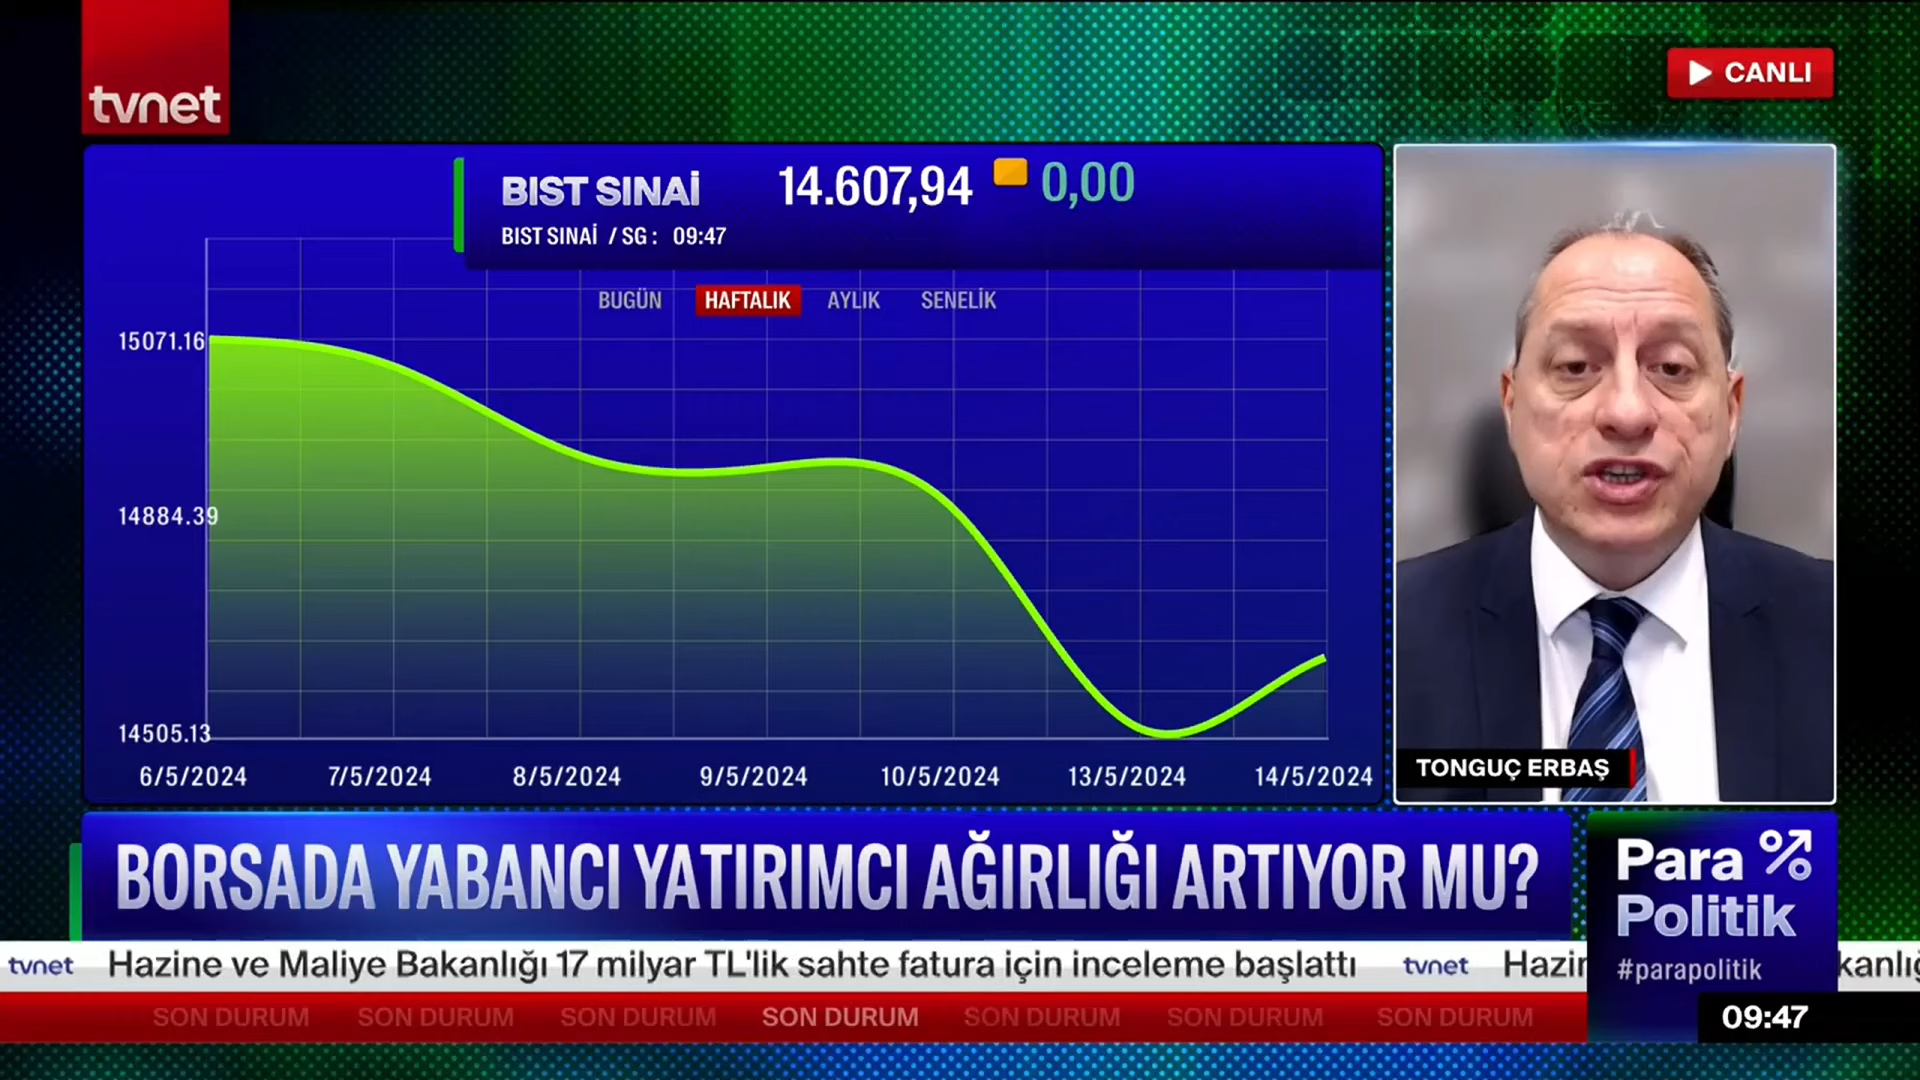 tvnet
CANLI
BIST SINAİ 14.607,94 0,00
BIST SINAİ / SG : 09:47
BUGÜN HAFTALIK AYLIK SENELİK
15071.16
14884.39
14505.13
6/5/2024 7/5/2024 8/5/2024 9/5/2024 10/5/2024 13/5/2024 14/5/2024
TONGUÇ ERBAŞ
BORSADA YABANCI YATIRIMCI AĞIRLIĞI ARTIYOR MU?
Para %
Politik
#parapolitik
tvnet Hazine ve Maliye Bakanlığı 17 milyar TL'lik sahte fatura için inceleme başlattı tvnet Hazin kanlığ
SON DURUM SON DURUM SON DURUM SON DURUM SON DURUM SON DURUM SON DURUM
09:47